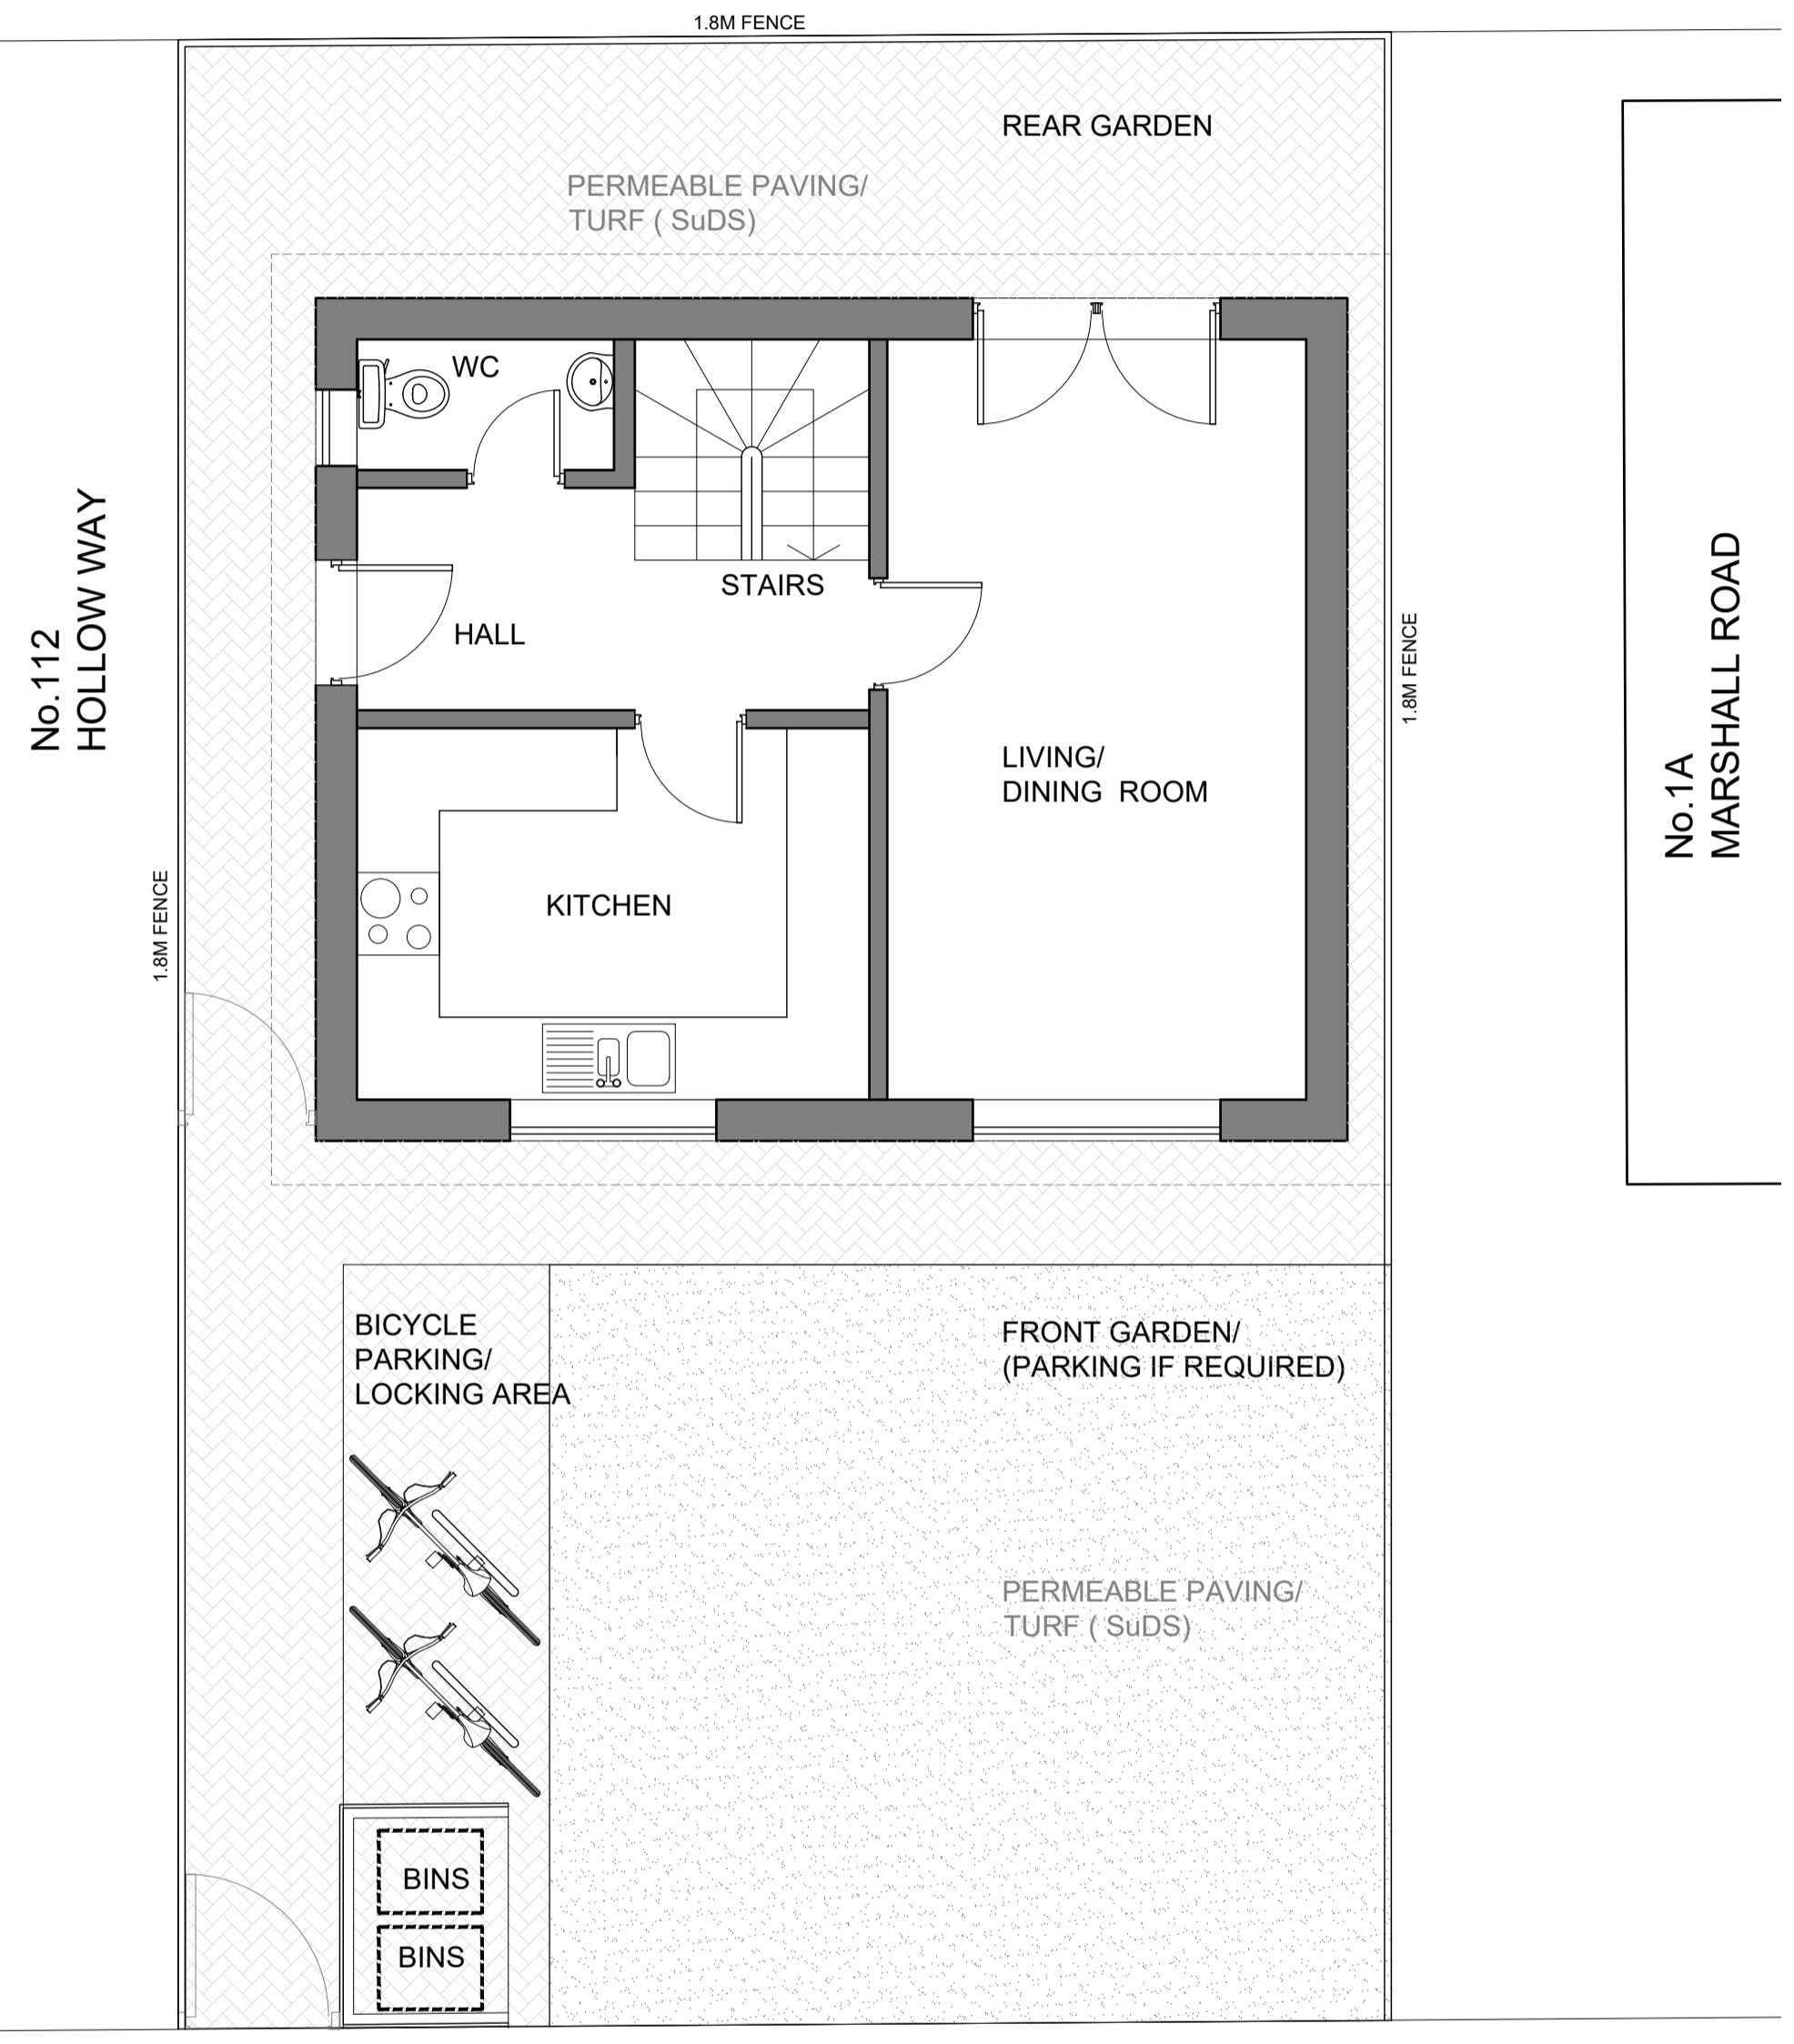 1.8M FENCE
REAR GARDEN
PERMEABLE PAVING/
TURF ( SuDS)
WC
No.112
HOLLOW WAY
STAIRS
HALL
1.8M FENCE
No.1A
MARSHALL ROAD
LIVING/
DINING ROOM
1.8M FENCE
KITCHEN
BICYCLE
PARKING/
LOCKING AREA
FRONT GARDEN/
(PARKING IF REQUIRED)
PERMEABLE PAVING/
TURF ( SuDS)
BINS
BINS